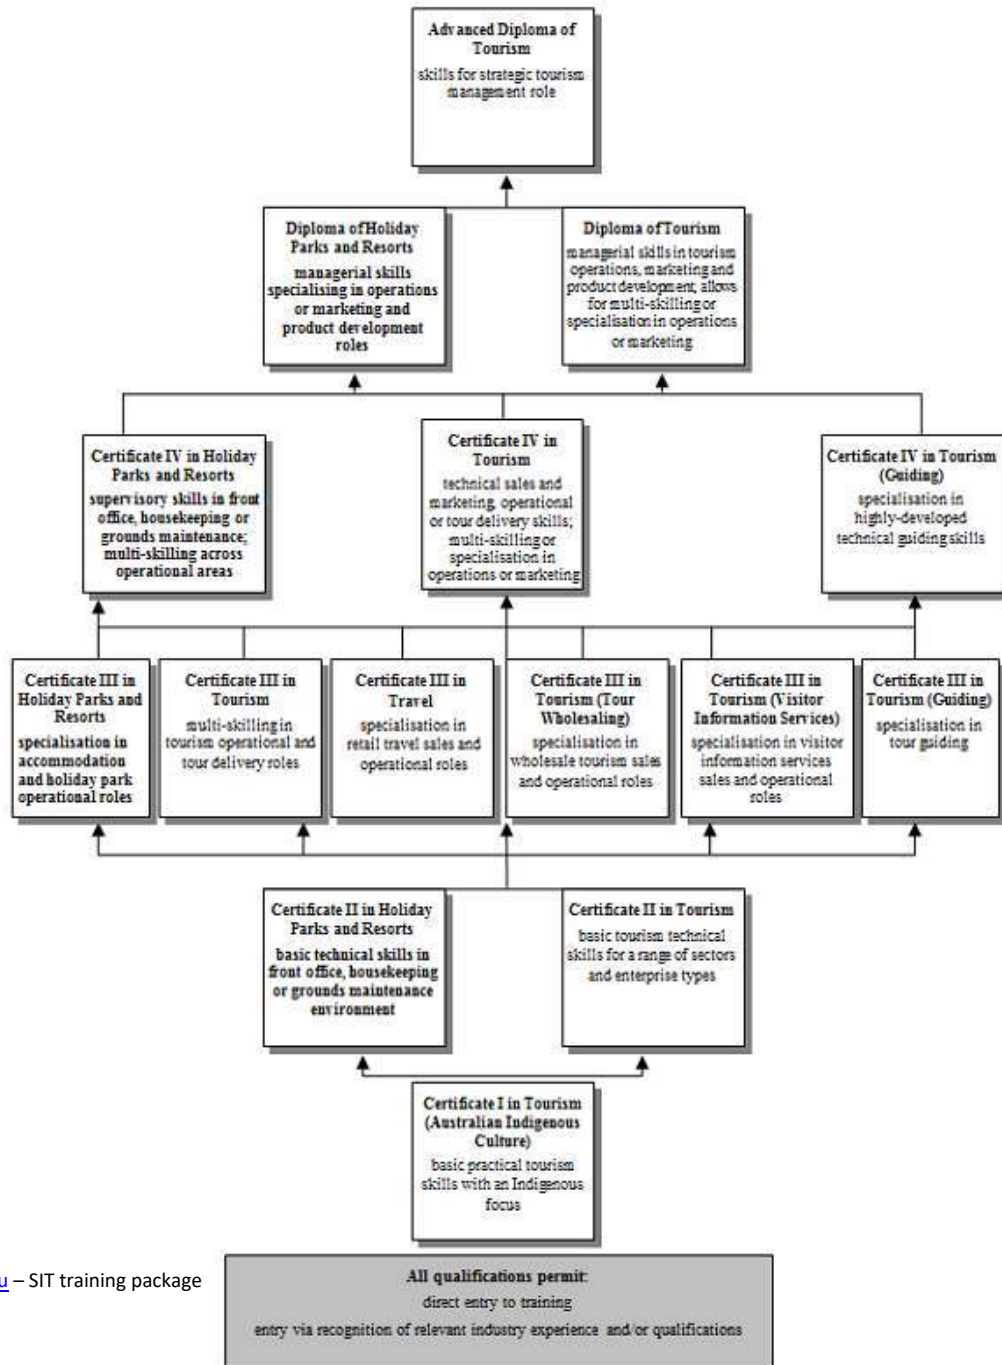 Advanced Diploma of
Tourism
skills for strategic tourism
management role
Diploma of Holiday
Parks and Resorts
managerial skills
specialising in operations
or marketing and
product development
roles
Diploma of Tourism
managerial skills in tourism
operations, marketing and
product development; allows
for multi-skilling or
specialisation in operations
or marketing
Certificate IV in Holiday
Parks and Resorts
supervisory skills in front
office, housekeeping or
grounds maintenance;
multi-skilling across
operational areas
Certificate IV in
Tourism
technical sales and
marketing, operational
or tour delivery skills;
multi-skilling or
specialisation in
operations or marketing
Certificate IV in Tourism
(Guiding)
specialisation in
highly-developed
technical guiding skills
Certificate III in
Holiday Parks and
Resorts
specialisation in
accommodation
and holiday park
operational roles
Certificate III in
Tourism
multi-skilling in
tourism operational and
tour delivery roles
Certificate III in
Travel
specialisation in
retail travel sales and
operational roles
Certificate III in
Tourism (Tour
Wholesaling)
specialisation in
wholesale tourism sales
and operational roles
Certificate III in
Tourism (Visitor
Information Services)
specialisation in visitor
information services
sales and operational
roles
Certificate III in
Tourism (Guiding)
specialisation in
tour guiding
Certificate II in Holiday
Parks and Resorts
basic technical skills in
front office, housekeeping
or grounds maintenance
environment
Certificate II in Tourism
basic tourism technical
skills for a range of sectors
and enterprise types
Certificate I in Tourism
(Australian Indigenous
Culture)
basic practical tourism
skills with an Indigenous
focus
u – SIT training package
All qualifications permit:
direct entry to training
entry via recognition of relevant industry experience and/or qualifications